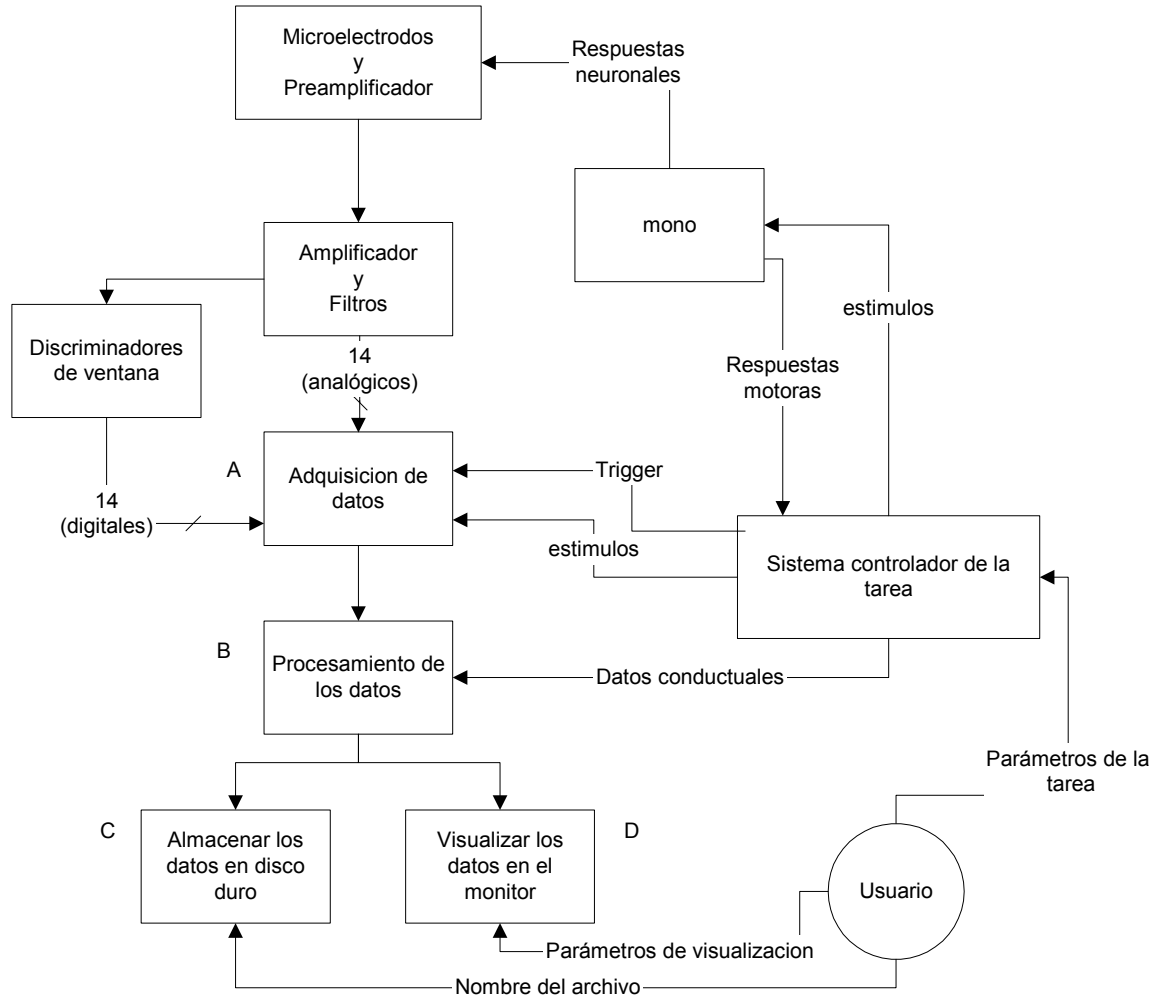 Microelectrodos
y
Preamplificador
Respuestas
neuronales
mono
Amplificador
y
Filtros
estimulos
Discriminadores
de ventana
14
(analógicos)
Respuestas
motoras
A
Adquisicion de
datos
Trigger
14
(digitales)
estimulos
Sistema controlador de la
tarea
B
Procesamiento de
los datos
Datos conductuales
Parámetros de la
tarea
C
Almacenar los
datos en disco
duro
Visualizar los
datos en el
monitor
D
Usuario
Parámetros de visualizacion
Nombre del archivo